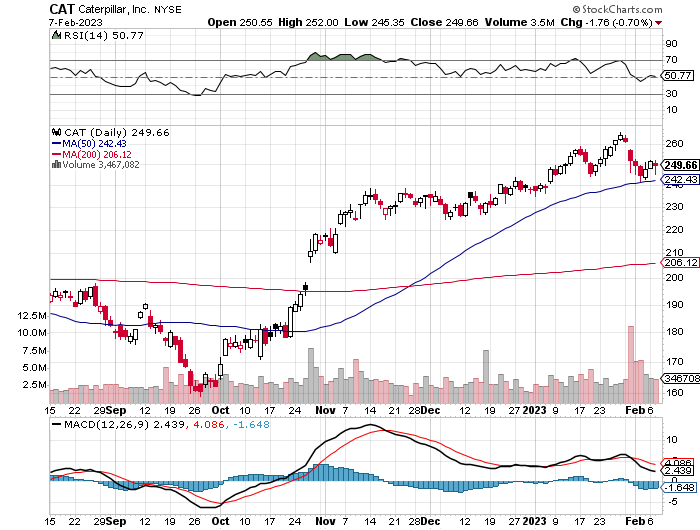 CAT Caterpillar, Inc. NYSE
© StockCharts.com
7-Feb-2023
Open 250.55 High 252.00 Low 245.35 Close 249.66 Volume 3.5M Chg -1.76 (-0.70%)
RSI(14) 50.77
90
70
50.77
30
10
CAT (Daily) 249.66
MA(50) 242.43
MA(200) 206.12
Volume 3,467,082
260
249.66
242.43
240
230
220
210
206.12
200
190
180
170
160
12.5M
10.0M
7.5M
5.0M
2.5M
346708
15 22 29 Sep 12 19 26 Oct 10 17 24 Nov 7 14 21 28 Dec 12 19 27 2023 9 17 23 Feb 6
MACD(12,26,9) 2.439, 4.086, -1.648
10
5
4.086
2.439
0
-1.648
-5
15 22 29 Sep 12 19 26 Oct 10 17 24 Nov 7 14 21 28 Dec 12 19 27 2023 9 17 23 Feb 6